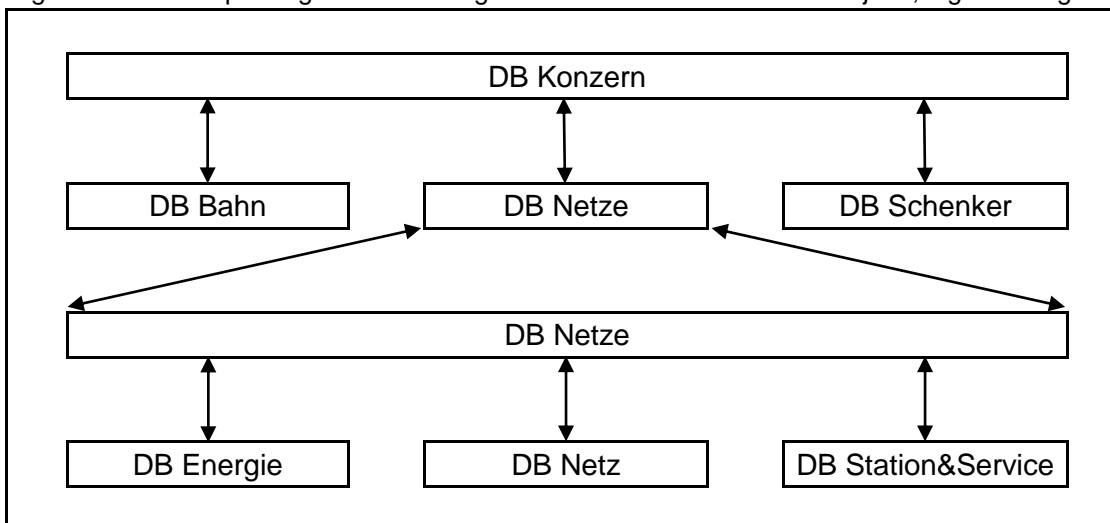 DB Konzern
DB Bahn DB Netze DB Schenker
DB Netze
DB Energie DB Netz DB Station&Service